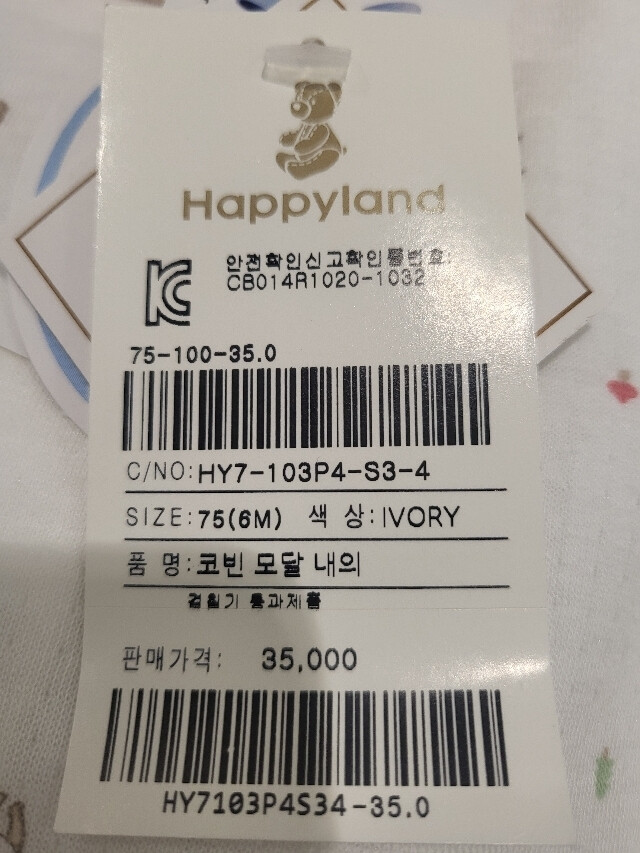 Happyland
안전확인신고확인증번호:
CB014R1020-1032
75-100-35.0
C/NO:HY7-103P4-S3-4
SIZE:75(6M) 색 상:IVORY
품 명:코빈 모달 내의
검침기 통과제품
판매가격: 35,000
HY7103P4S34-35.0